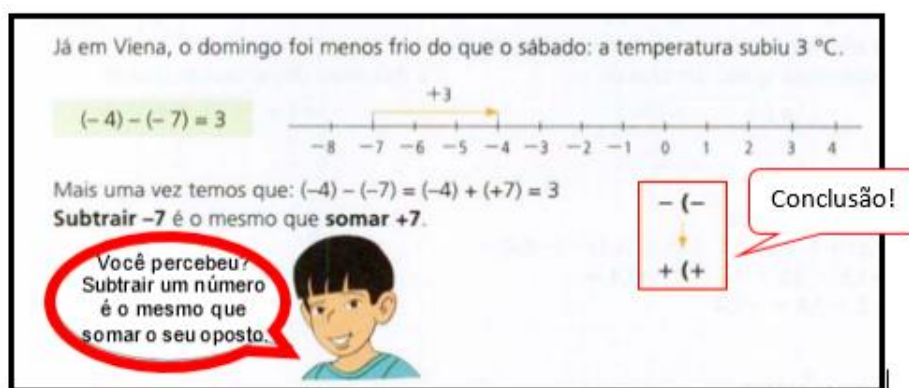 Já em Viena, o domingo foi menos frio do que o sábado: a temperatura subiu 3 °C.
+3
(– 4) – (– 7) = 3
–8 –7 –6 –5 –4 –3 –2 –1 0 1 2 3 4
Mais uma vez temos que: (–4) – (–7) = (–4) + (+7) = 3
Subtrair –7 é o mesmo que somar +7.
– (–
+ (+
Conclusão!
Você percebeu?
Subtrair um número
é o mesmo que
somar o seu oposto.